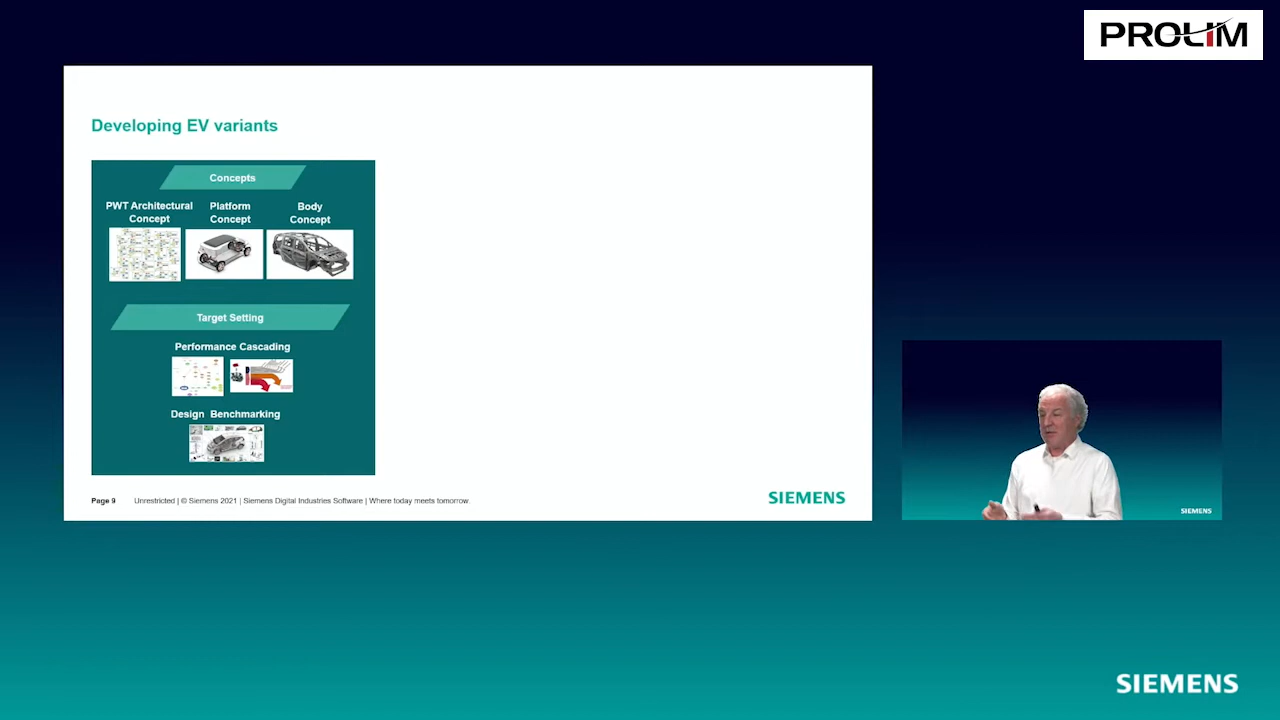 PROLIM
Developing EV variants
Concepts
PWT Architectural
Concept
Platform
Concept
Body
Concept
Target Setting
Performance Cascading
Design Benchmarking
Page 9 Unrestricted | © Siemens 2021 | Siemens Digital Industries Software | Where today meets tomorrow.
SIEMENS
SIEMENS
SIEMENS